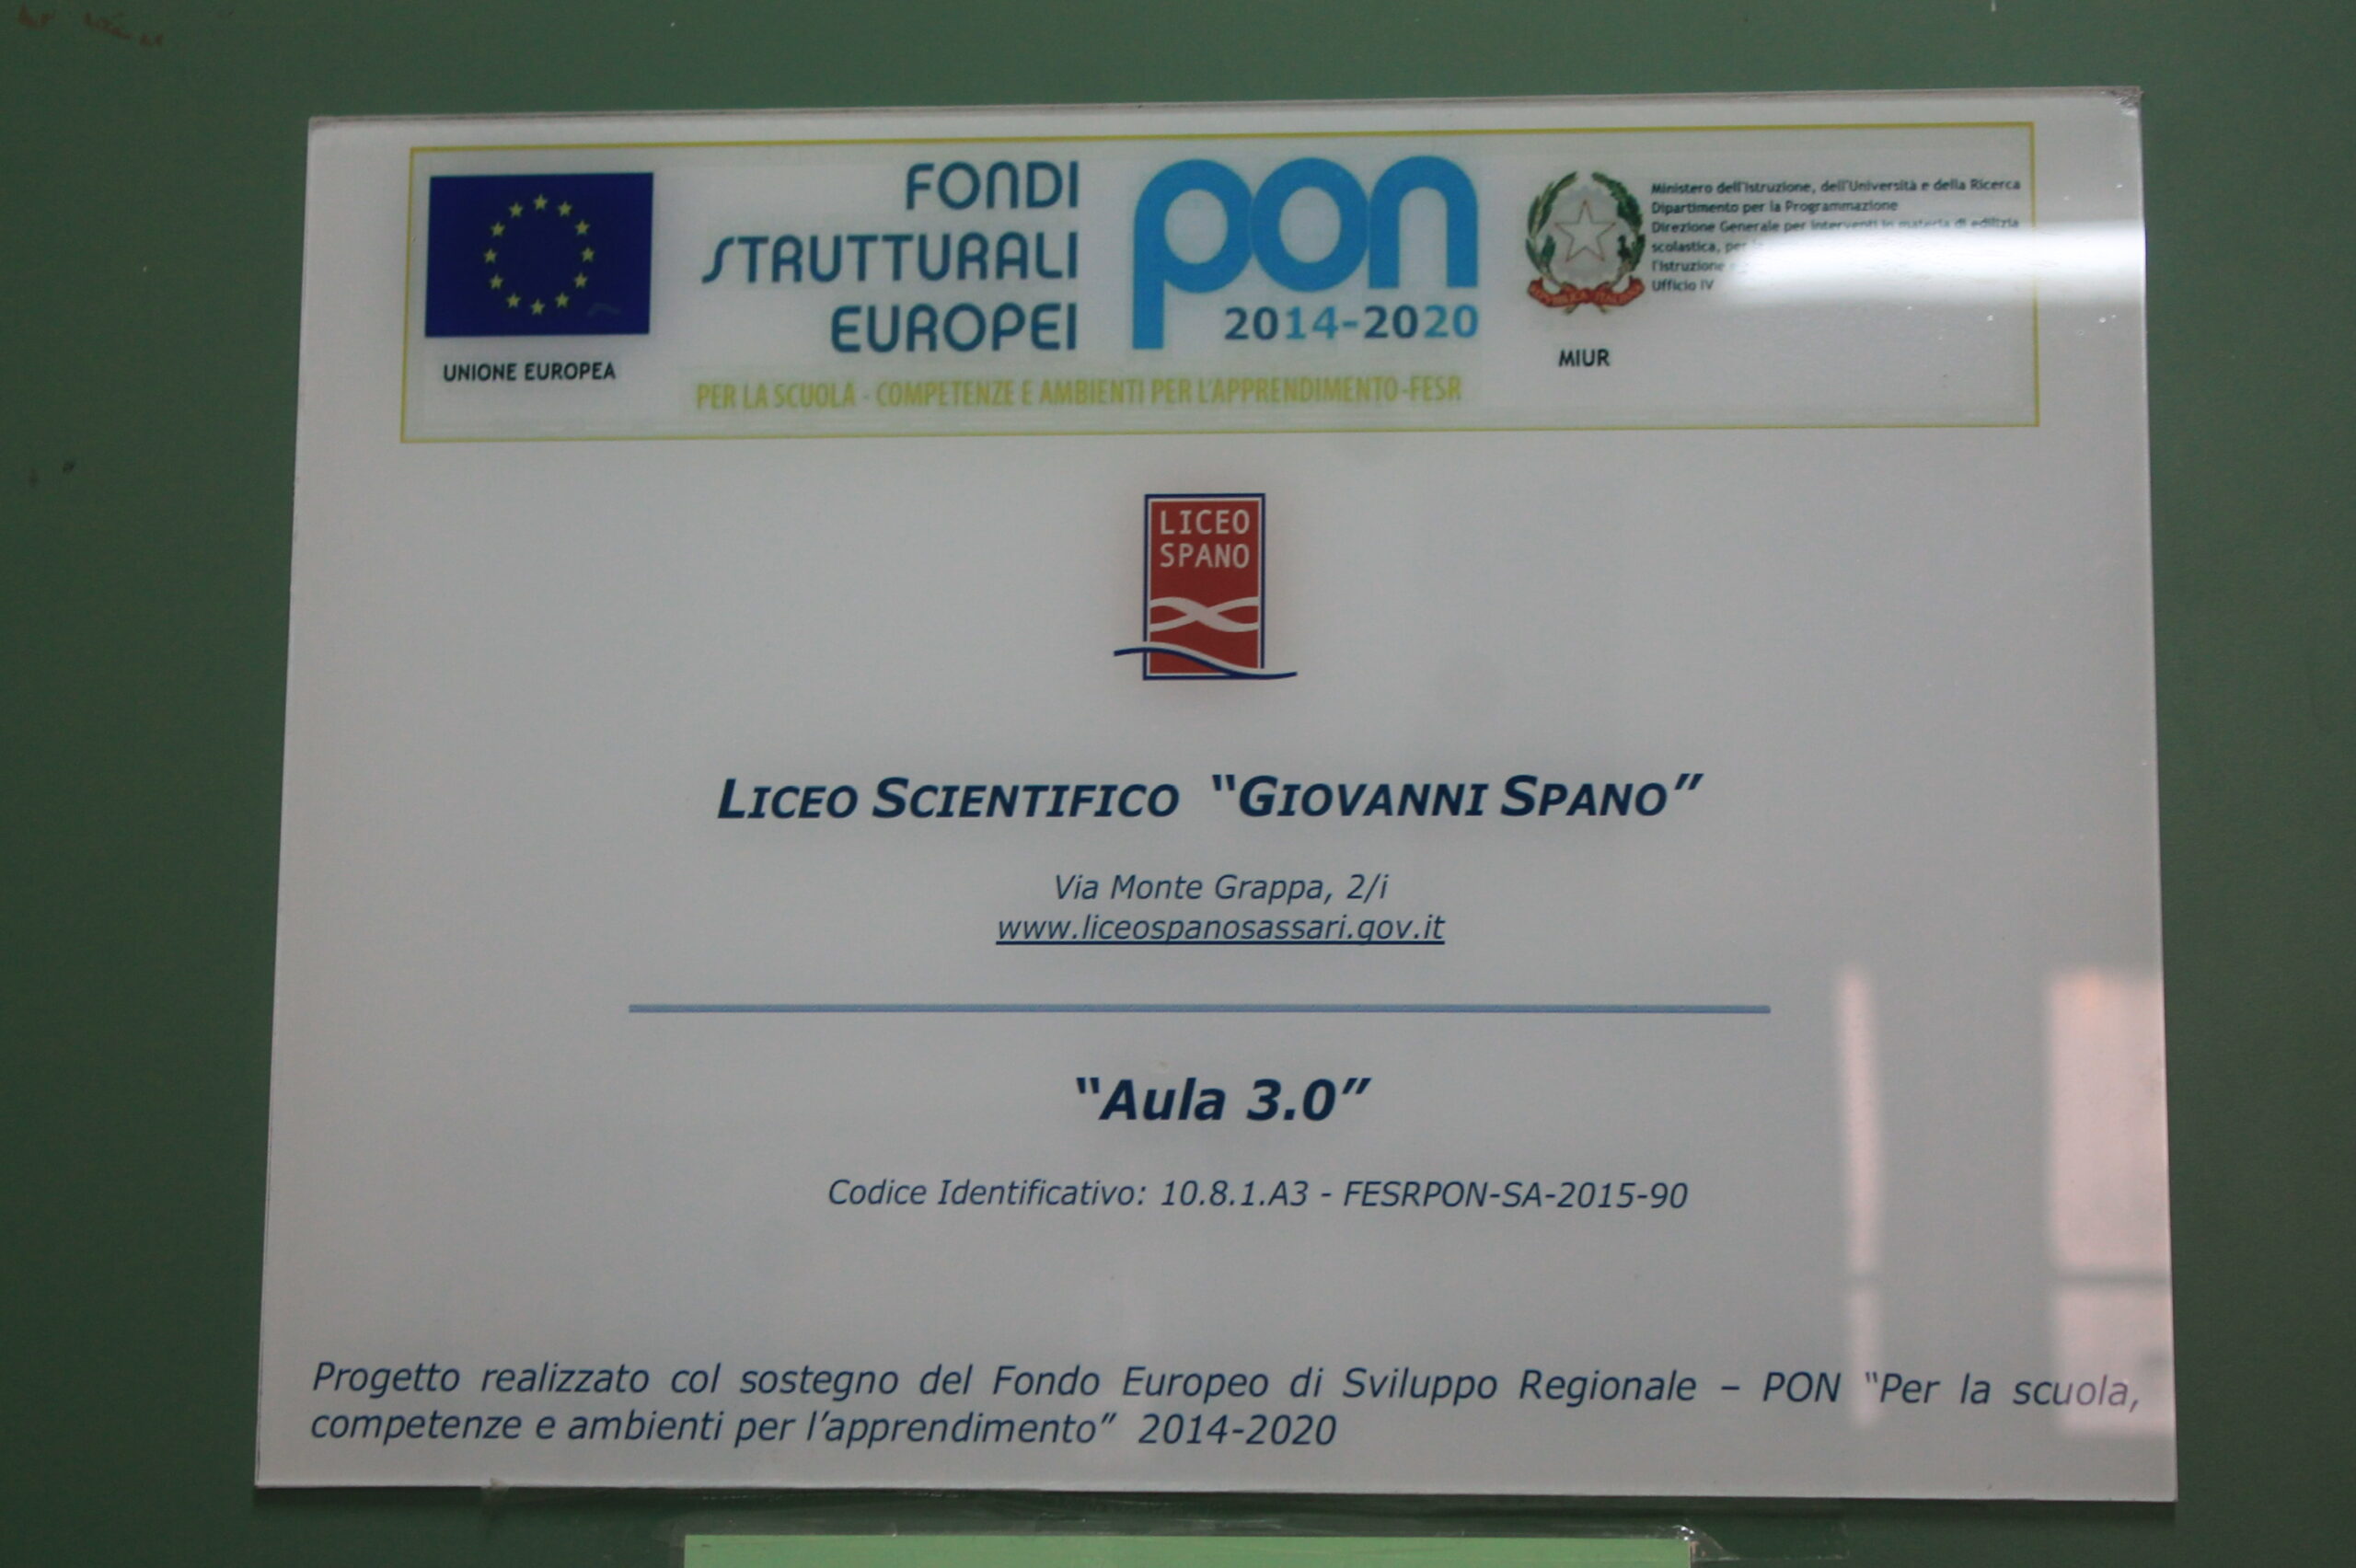 FONDI
STRUTTURALI
EUROPEI
pon
2014-2020
UNIONE EUROPEA
PER LA SCUOLA - COMPETENZE E AMBIENTI PER L'APPRENDIMENTO-FESR
REPVBBLICA ITALIANA
Ministero dell'Istruzione, dell'Università e della Ricerca
Dipartimento per la Programmazione
Direzione Generale per interventi in materia di edilizia
scolastica, per
l'Istruzione
Ufficio IV
MIUR
LICEO
SPANO
LICEO SCIENTIFICO "GIOVANNI SPANO"
Via Monte Grappa, 2/i
www.liceospanosassari.gov.it
"Aula 3.0"
Codice Identificativo: 10.8.1.A3 - FESRPON-SA-2015-90
Progetto realizzato col sostegno del Fondo Europeo di Sviluppo Regionale – PON "Per la scuola,
competenze e ambienti per l'apprendimento" 2014-2020